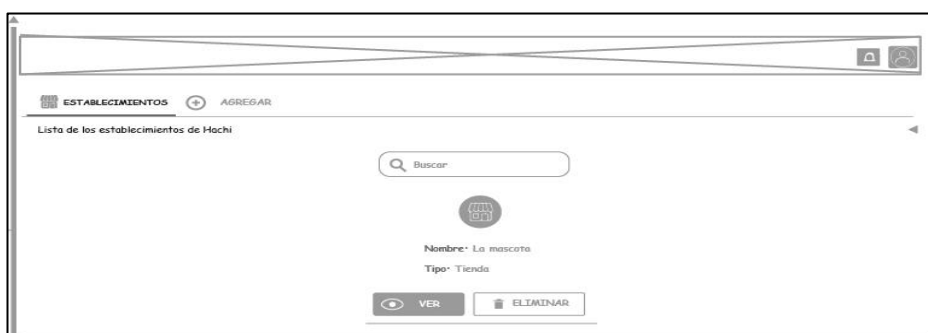 ESTABLECIMIENTOS AGREGAR
Lista de los establecimientos de Hachi
Buscar
Nombre: La mascota
Tipo: Tienda
VER ELIMINAR